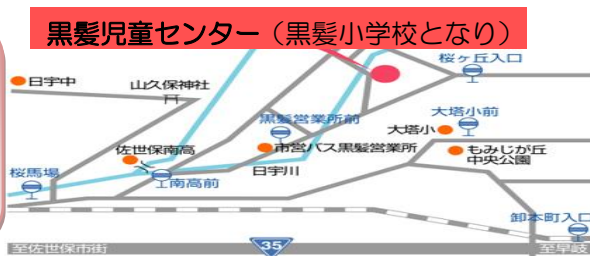 黒髪児童センター（黒髪小学校となり）
桜ヶ丘入口
日宇中
山久保神社
大塔小前
黒髪営業所前
大塔小
佐世保南高
市営バス黒髪営業所
もみじが丘
中央公園
日宇川
桜馬場
南高前
卸本町入口
35
至佐世保市街
至早岐